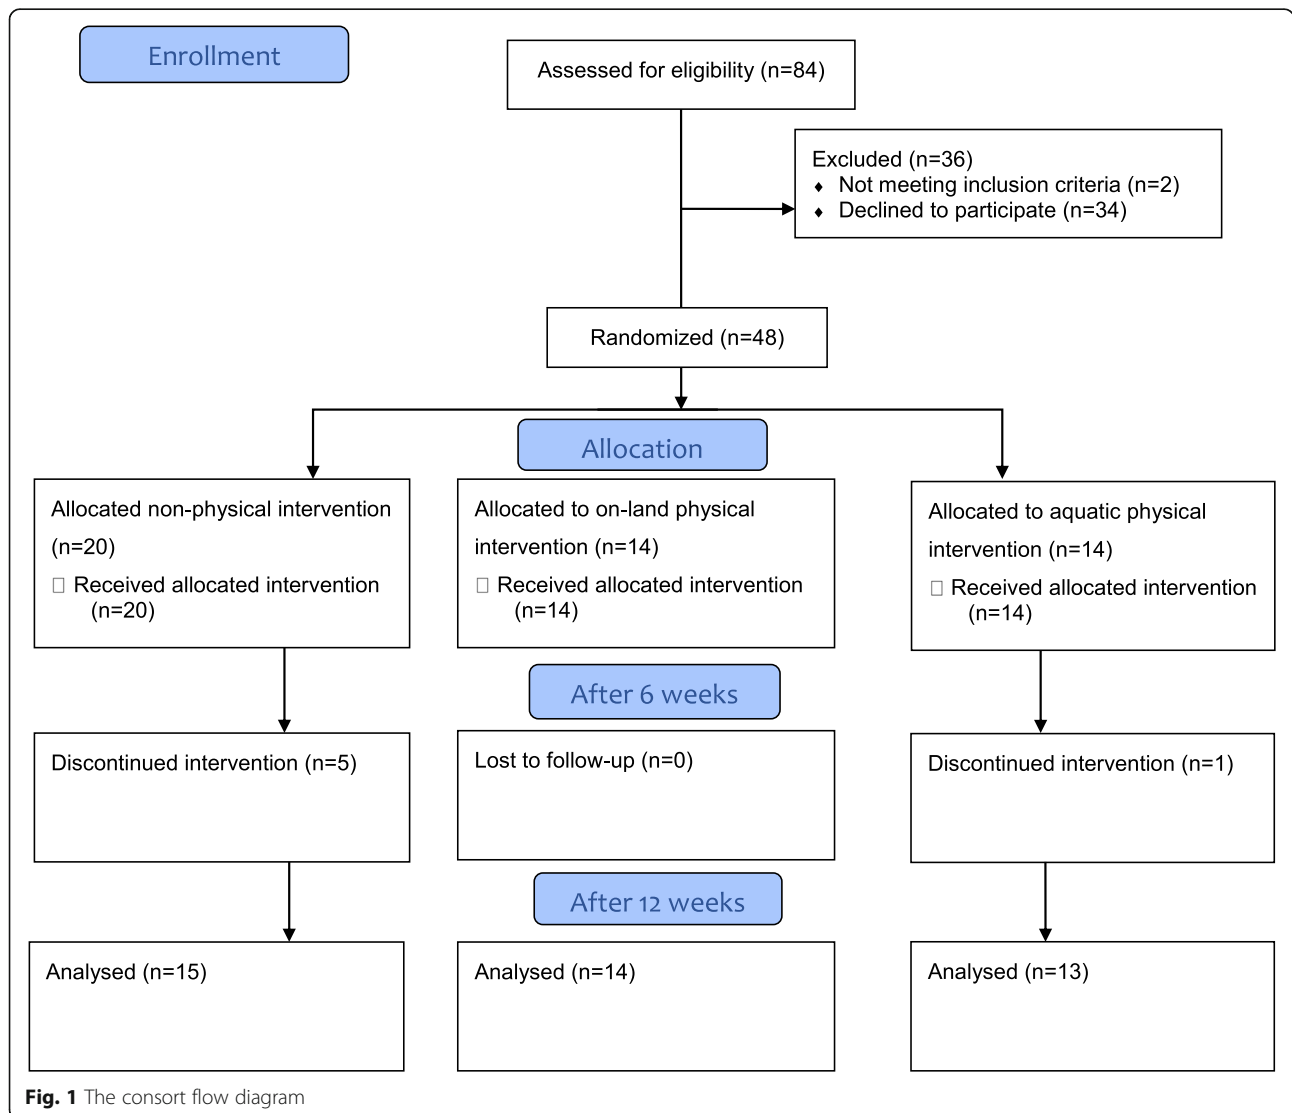 Enrollment
Assessed for eligibility (n=84)
Excluded (n=36)
♦ Not meeting inclusion criteria (n=2)
♦ Declined to participate (n=34)
Randomized (n=48)
Allocation
Allocated non-physical intervention
(n=20)
□ Received allocated intervention
(n=20)
Allocated to on-land physical
intervention (n=14)
□ Received allocated intervention
(n=14)
Allocated to aquatic physical
intervention (n=14)
□ Received allocated intervention
(n=14)
After 6 weeks
Discontinued intervention (n=5)
Lost to follow-up (n=0)
Discontinued intervention (n=1)
After 12 weeks
Analysed (n=15)
Analysed (n=14)
Analysed (n=13)
Fig. 1 The consort flow diagram